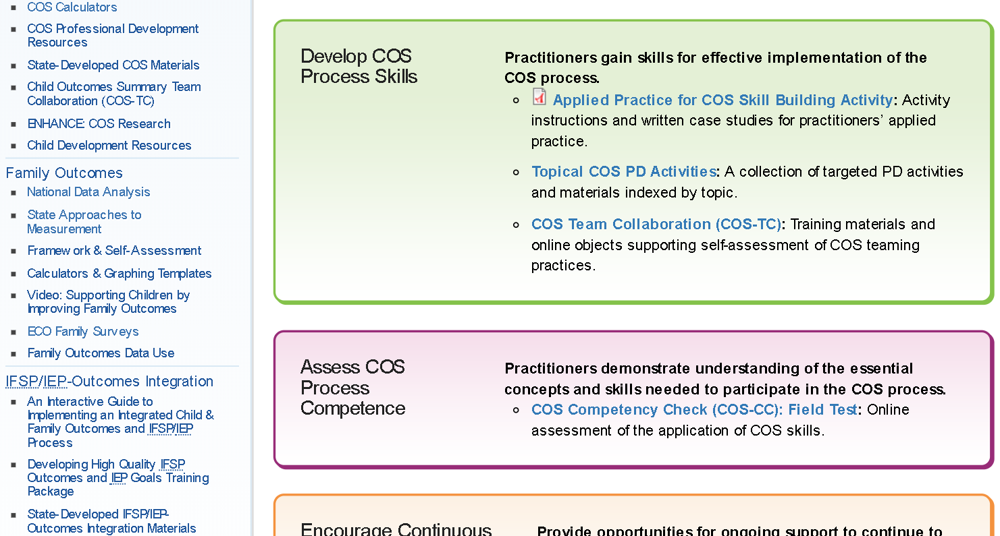 COS Calculators
COS Professional Development
Resources
State-Developed COS Materials
Child Outcomes Summary Team
Collaboration (COS-TC)
ENHANCE: COS Research
Child Development Resources
Family Outcomes
National Data Analysis
State Approaches to
Measurement
Framework & Self-Assessment
Calculators & Graphing Templates
Video: Supporting Children by
Improving Family Outcomes
ECO Family Surveys
Family Outcomes Data Use
IFSP/IEP-Outcomes Integration
An Interactive Guide to
Implementing an Integrated Child &
Family Outcomes and IFSP/IEP
Process
Developing High Quality IFSP
Outcomes and IEP Goals Training
Package
State-Developed IFSP/IEP-
Outcomes Integration Materials
Develop COS
Process Skills
Practitioners gain skills for effective implementation of the
COS process.
Applied Practice for COS Skill Building Activity: Activity
instructions and written case studies for practitioners’ applied
practice.
Topical COS PD Activities: A collection of targeted PD activities
and materials indexed by topic.
COS Team Collaboration (COS-TC): Training materials and
online objects supporting self-assessment of COS teaming
practices.
Assess COS
Process
Competence
Practitioners demonstrate understanding of the essential
concepts and skills needed to participate in the COS process.
COS Competency Check (COS-CC): Field Test: Online
assessment of the application of COS skills.
Encourage Continuous
Provide opportunities for ongoing support to continue to